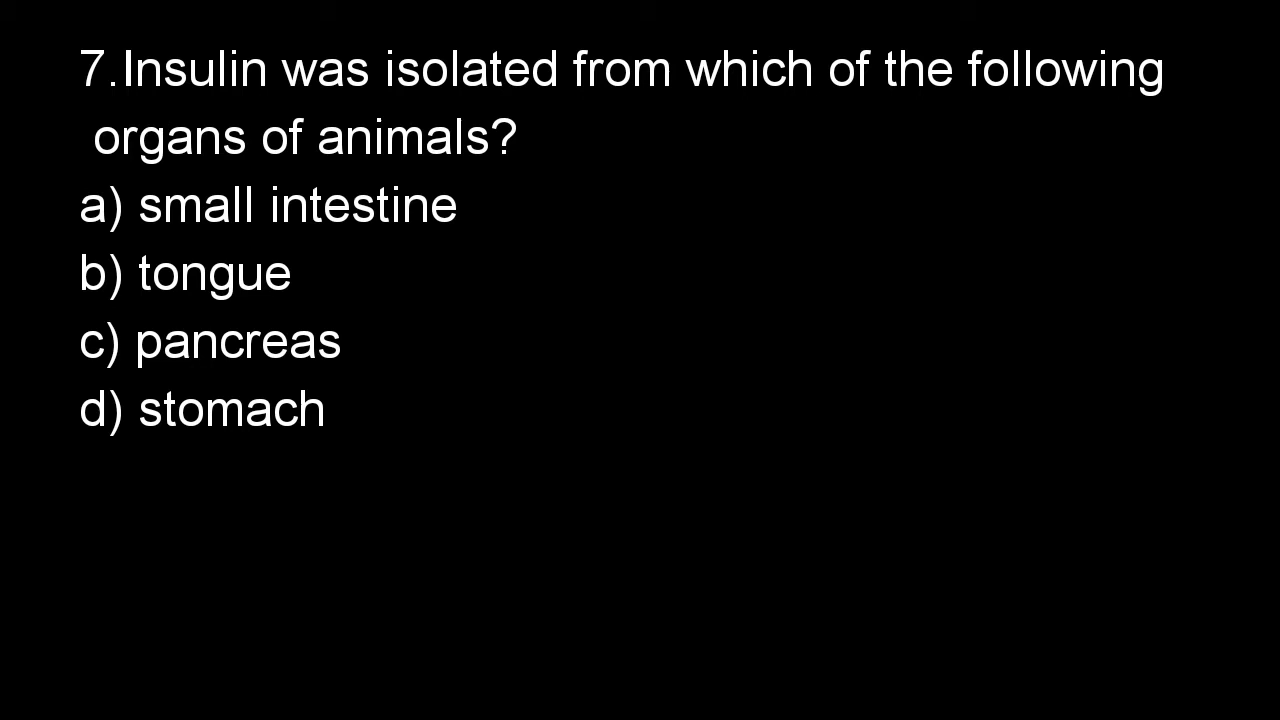 7.Insulin was isolated from which of the following
organs of animals?
a) small intestine
b) tongue
c) pancreas
d) stomach